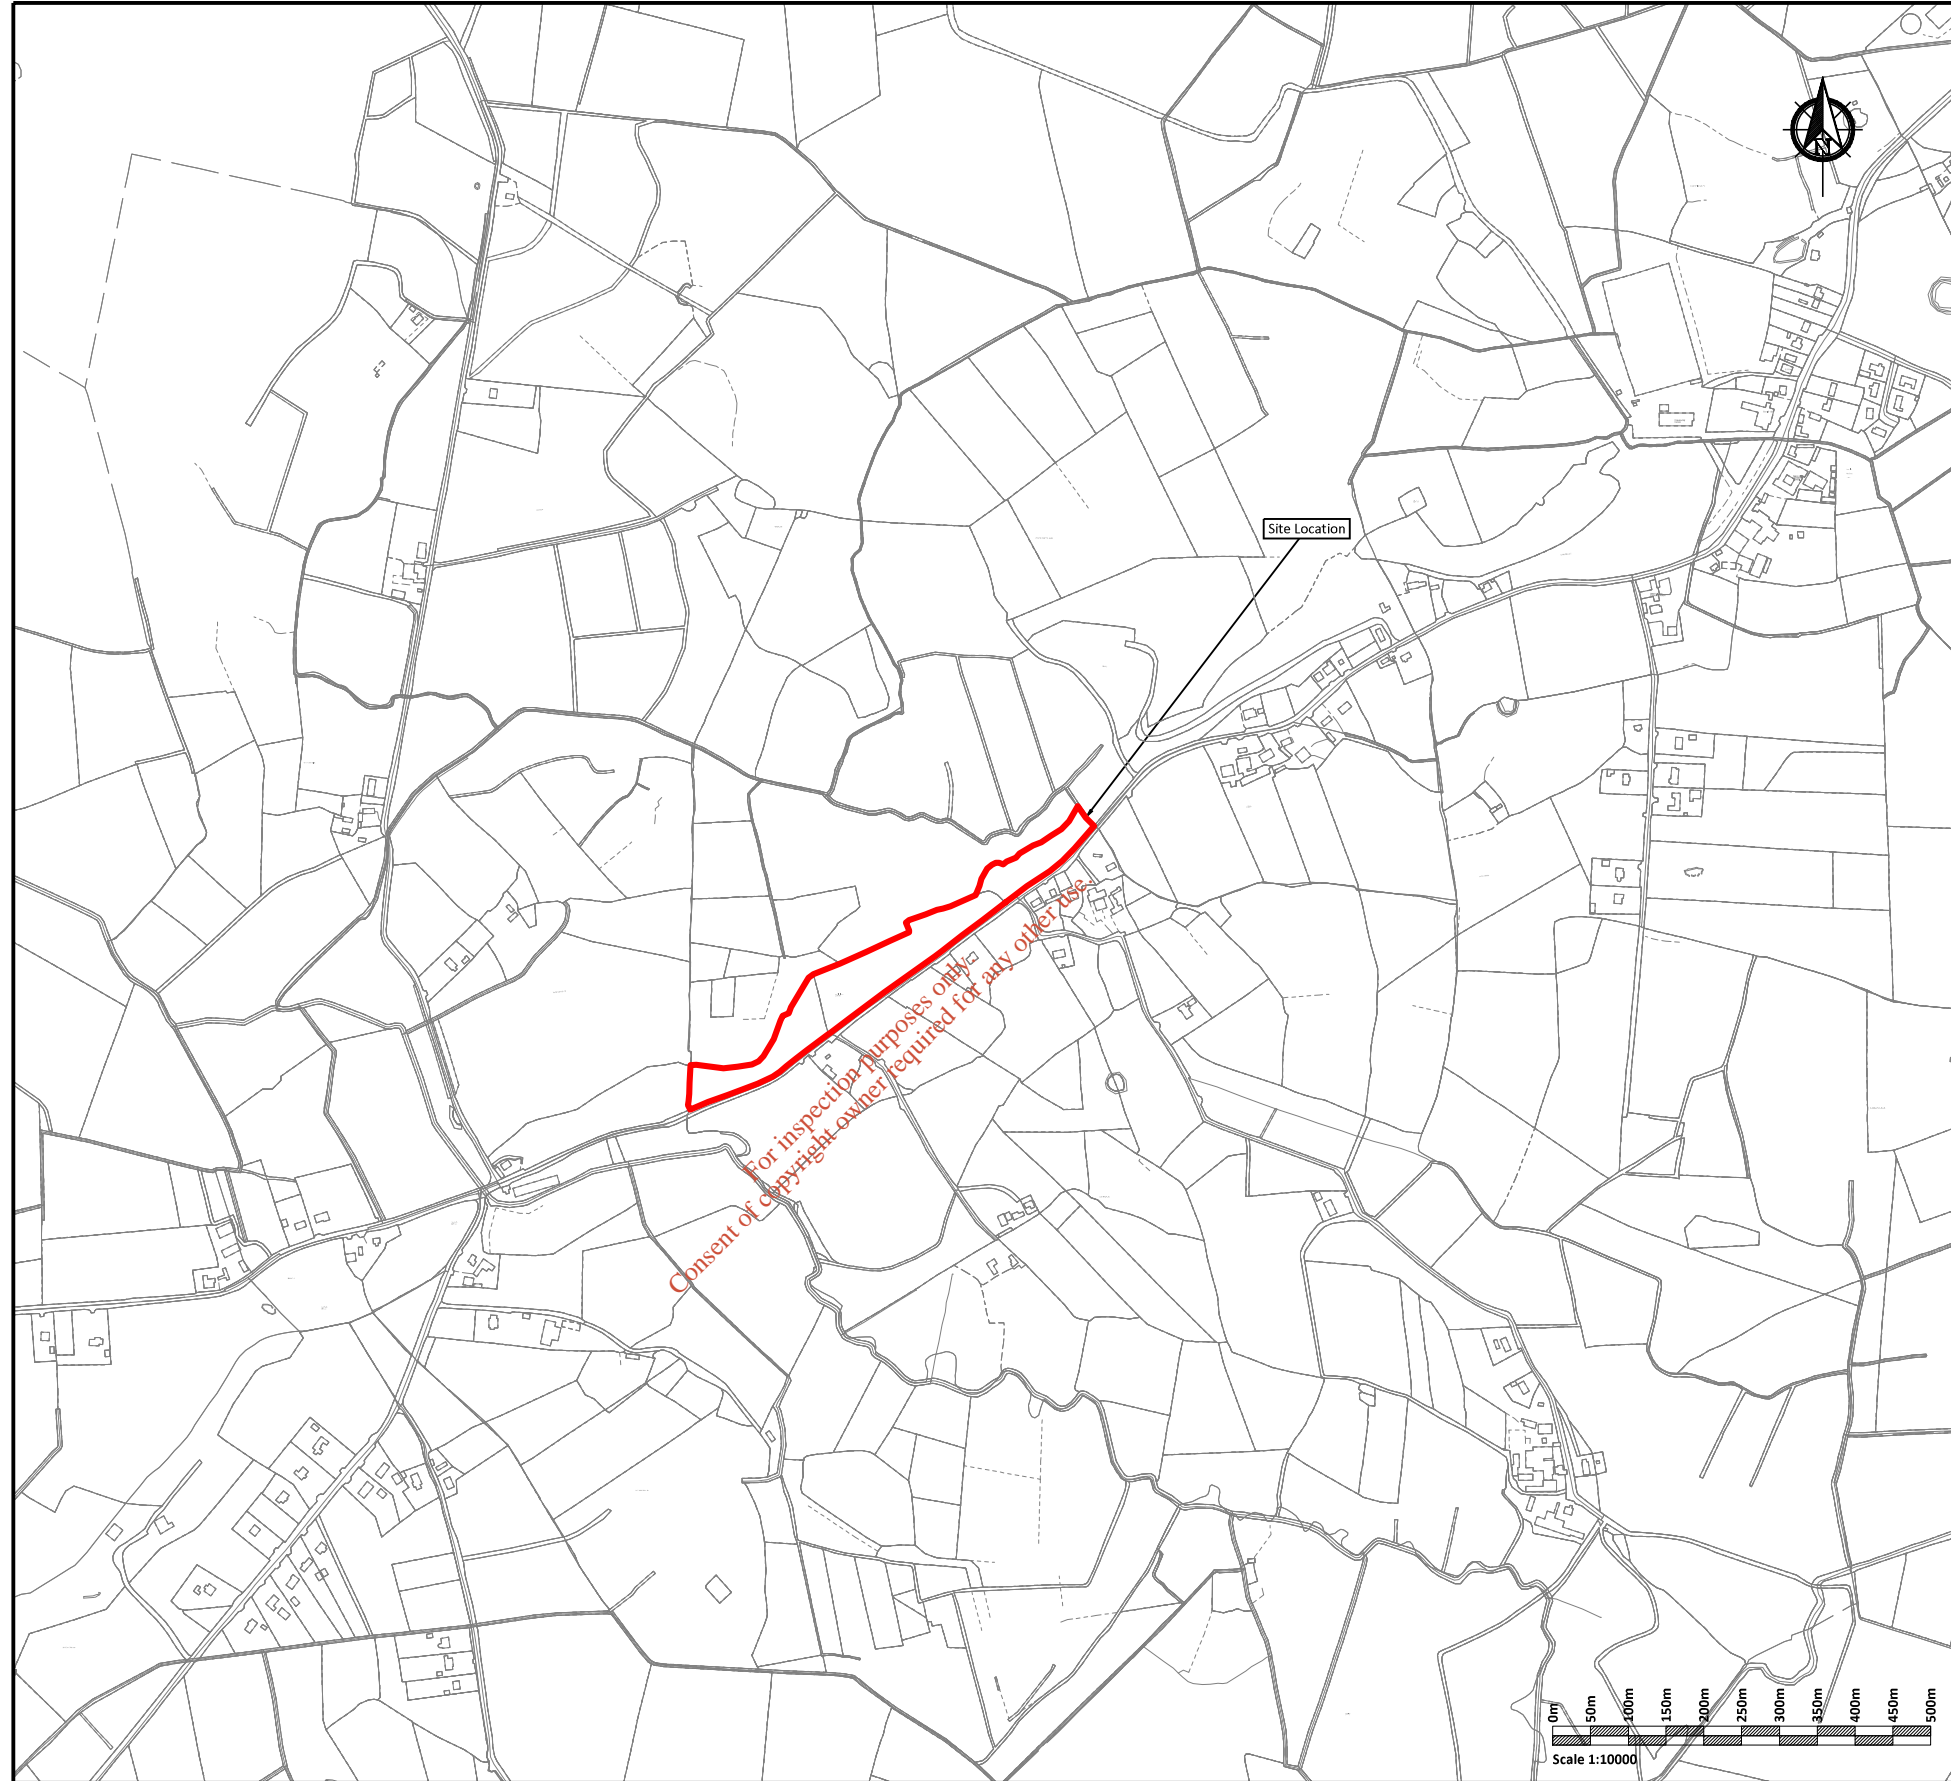 N
Site Location
For inspection purposes only.
Consent of copyright owner required for any other use.
0m
50m
100m
150m
200m
250m
300m
350m
400m
450m
500m
Scale 1:10000